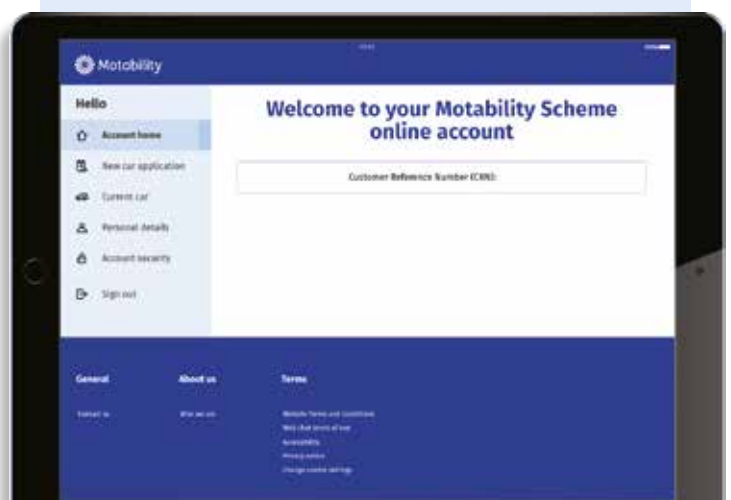 Motability
Hello
Account home
New car application
Current car
Personal details
Account security
Sign out
Welcome to your Motability Scheme
online account
Customer Reference Number (CRN):
General
About us
Terms
Contact us
Who we are
Website Terms and Conditions
Web chat terms of use
Accessibility
Privacy notice
Change cookie settings